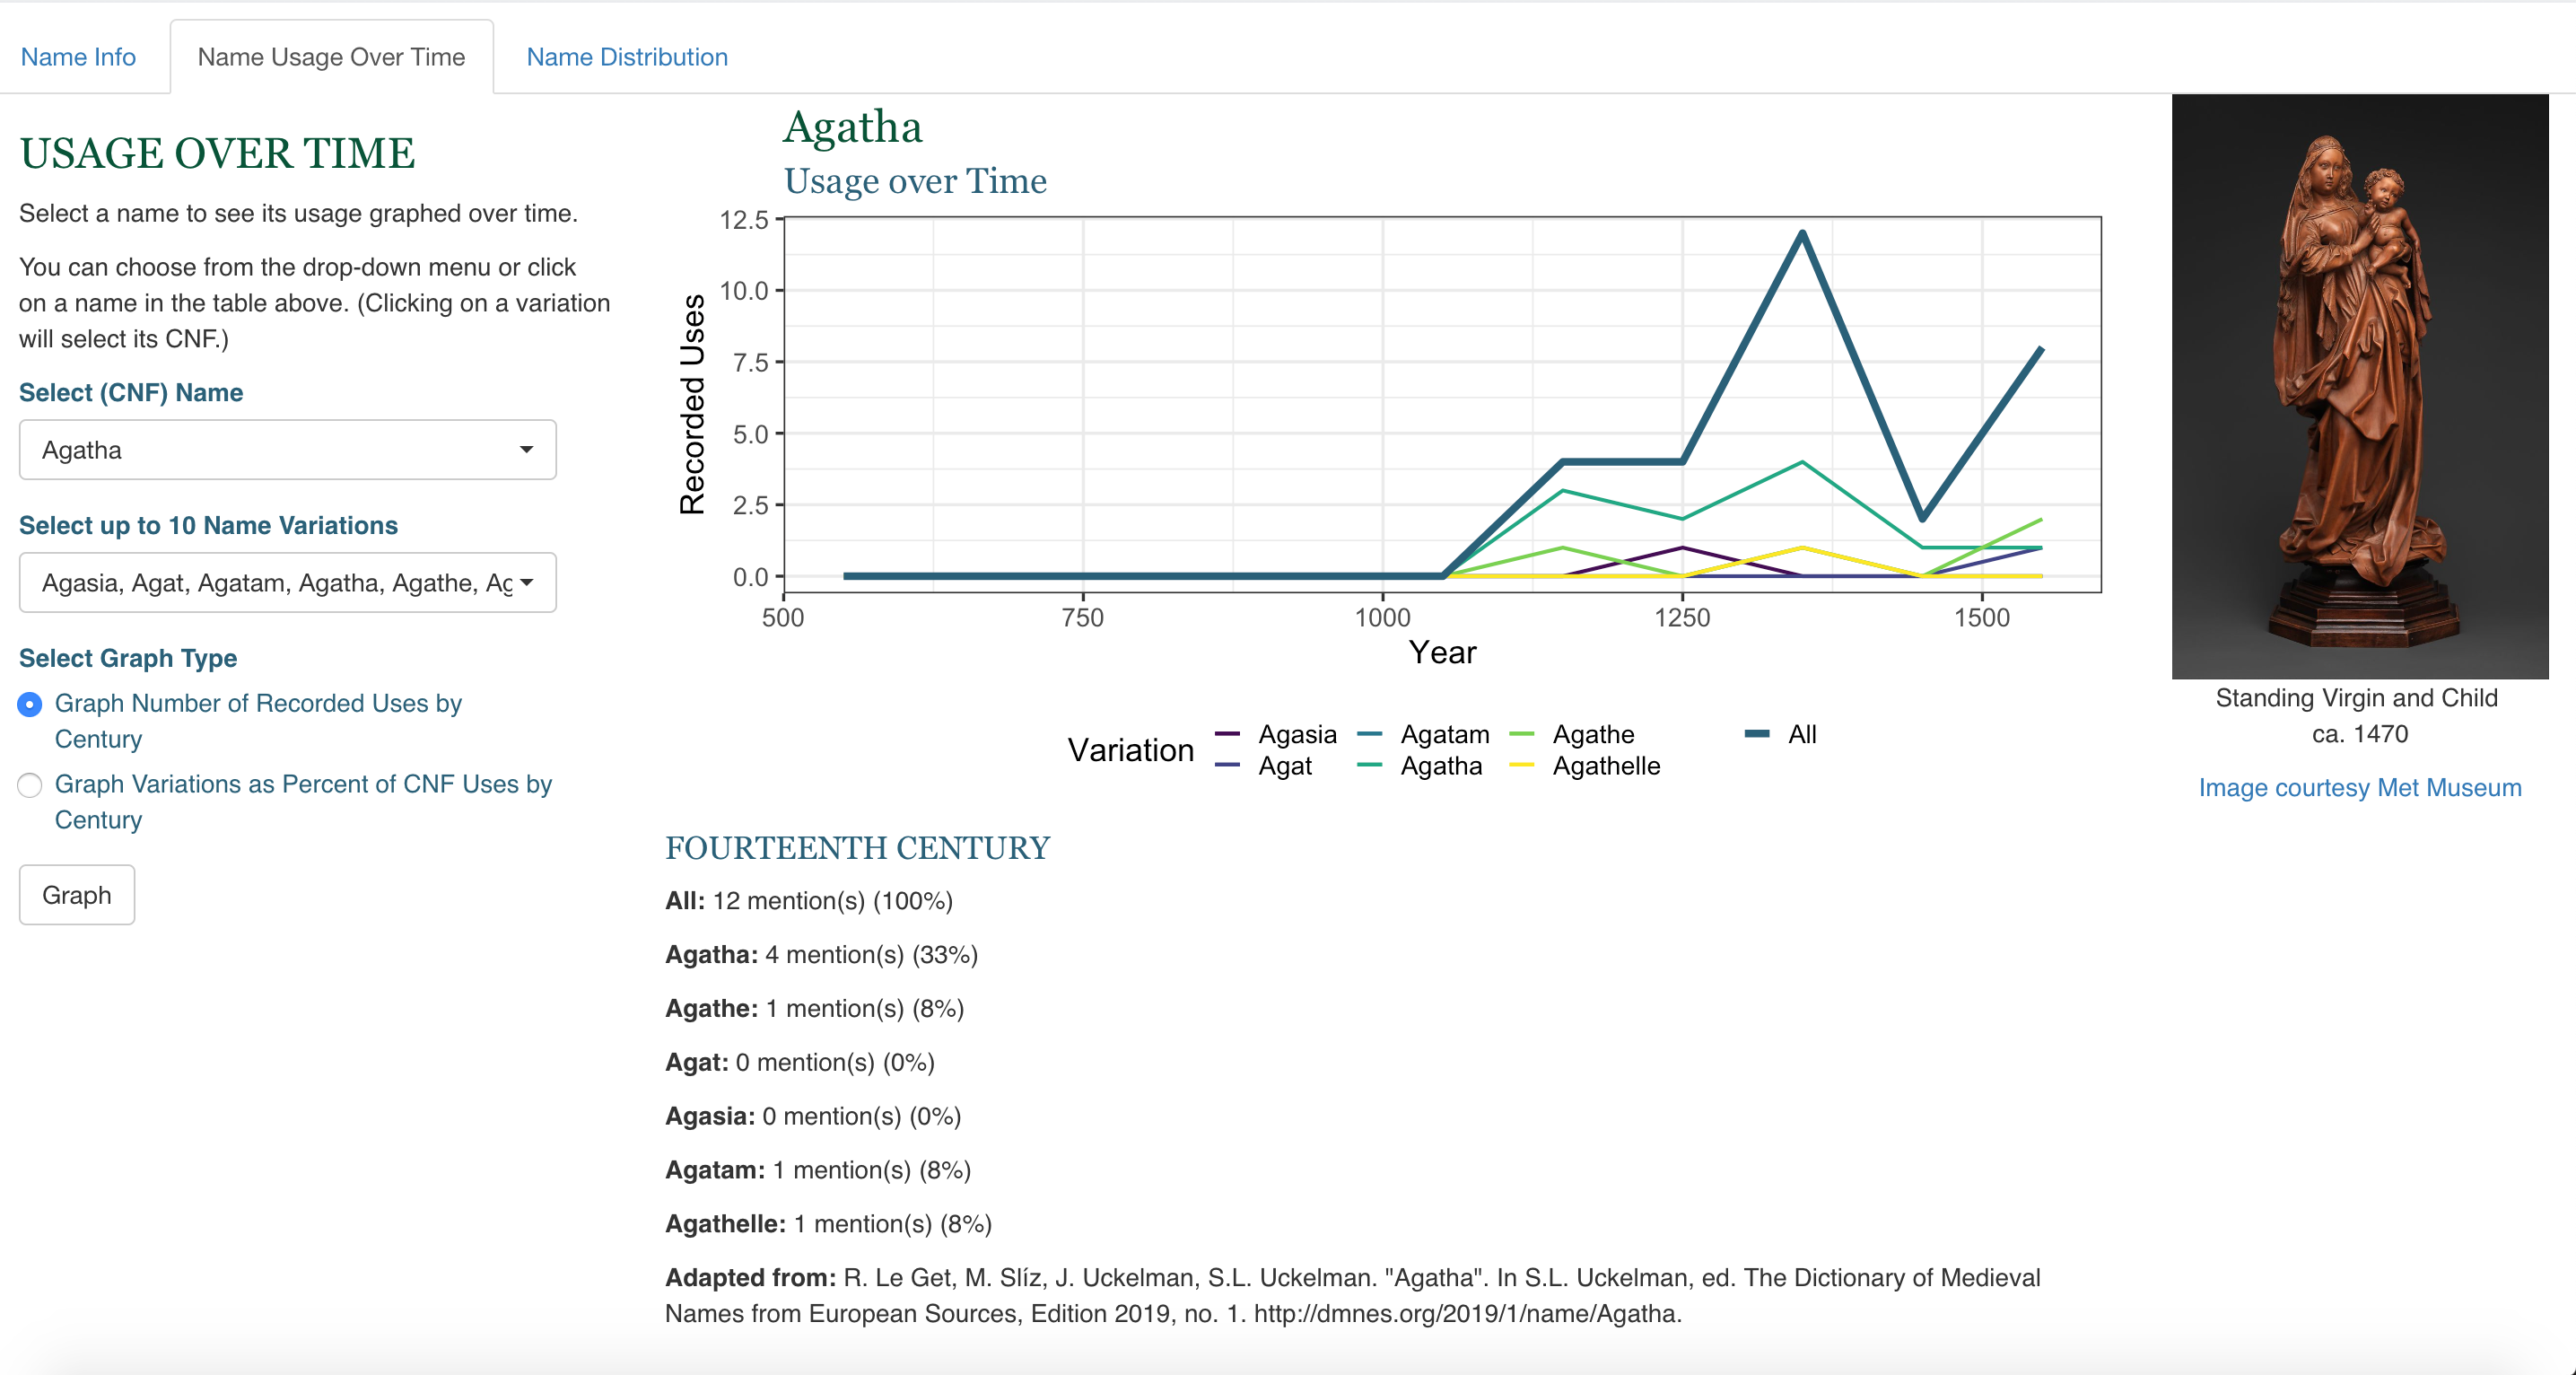 Name Info
Name Usage Over Time
Name Distribution
USAGE OVER TIME
Select a name to see its usage graphed over time.
You can choose from the drop-down menu or click
on a name in the table above. (Clicking on a variation
will select its CNF.)
Select (CNF) Name
Agatha
Select up to 10 Name Variations
Agasia, Agat, Agatam, Agatha, Agathe, Ag
Select Graph Type
Graph Number of Recorded Uses by
Century
Graph Variations as Percent of CNF Uses by
Century
Graph
Agatha
Usage over Time
Recorded Uses
12.5
10.0
7.5
5.0
2.5
0.0
500 750 1000 1250 1500
Year
Variation
Agasia Agatam Agathe All
Agat Agatha Agathelle
FOURTEENTH CENTURY
All: 12 mention(s) (100%)
Agatha: 4 mention(s) (33%)
Agathe: 1 mention(s) (8%)
Agat: 0 mention(s) (0%)
Agasia: 0 mention(s) (0%)
Agatam: 1 mention(s) (8%)
Agathelle: 1 mention(s) (8%)
Adapted from: R. Le Get, M. Slíz, J. Uckelman, S.L. Uckelman. "Agatha". In S.L. Uckelman, ed. The Dictionary of Medieval
Names from European Sources, Edition 2019, no. 1. http://dmnes.org/2019/1/name/Agatha.
Standing Virgin and Child
ca. 1470
Image courtesy Met Museum